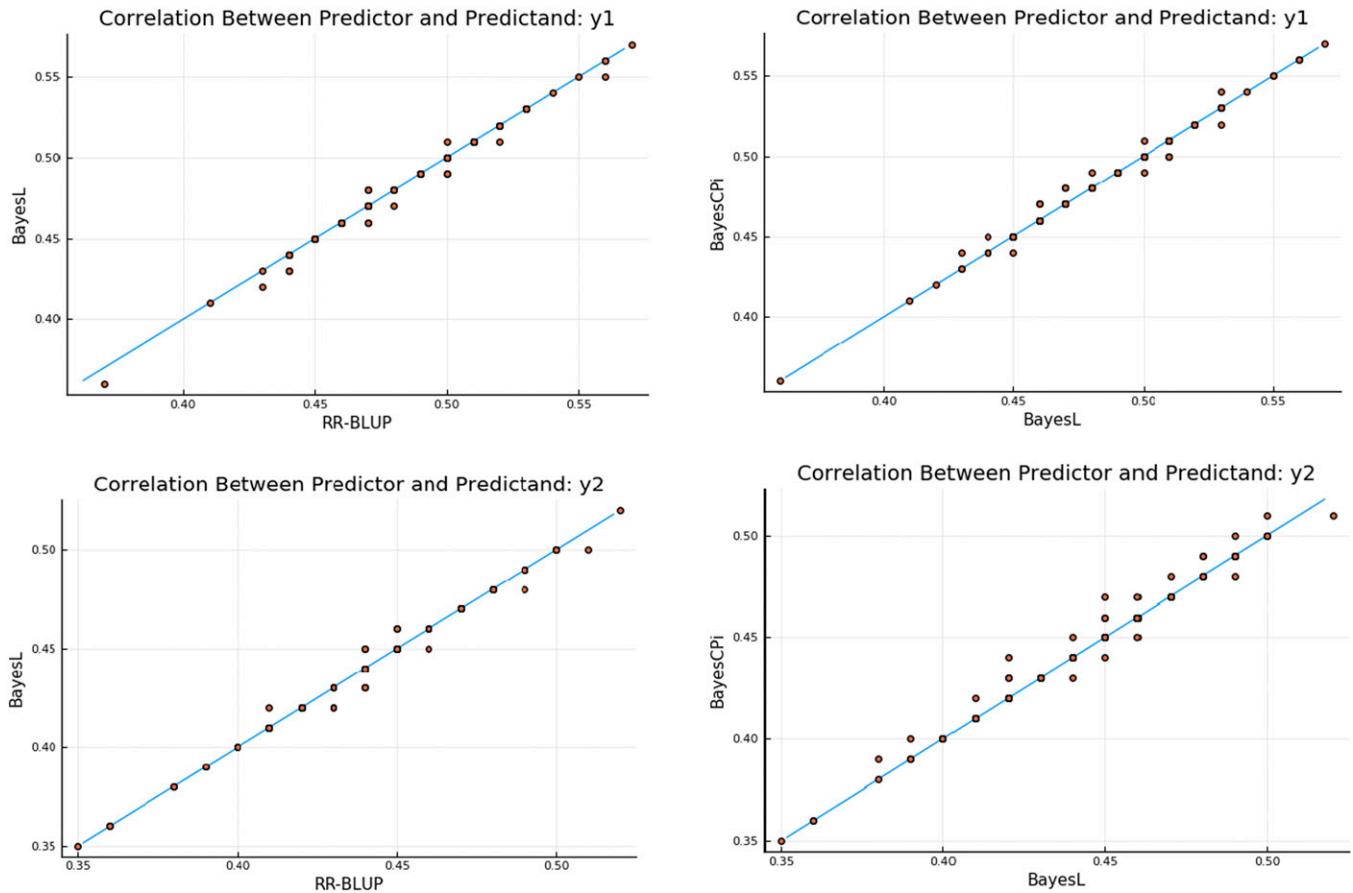 Correlation Between Predictor and Predictand: y1
0.55
0.50
0.45
0.40
BayesL
0.40 0.45 0.50 0.55
RR-BLUP
Correlation Between Predictor and Predictand: y1
0.55
0.50
0.45
0.40
BayesCPi
0.40 0.45 0.50 0.55
BayesL
Correlation Between Predictor and Predictand: y2
0.50
0.45
0.40
0.35
BayesL
0.35 0.40 0.45 0.50
RR-BLUP
Correlation Between Predictor and Predictand: y2
0.50
0.45
0.40
0.35
BayesCPi
0.35 0.40 0.45 0.50
BayesL